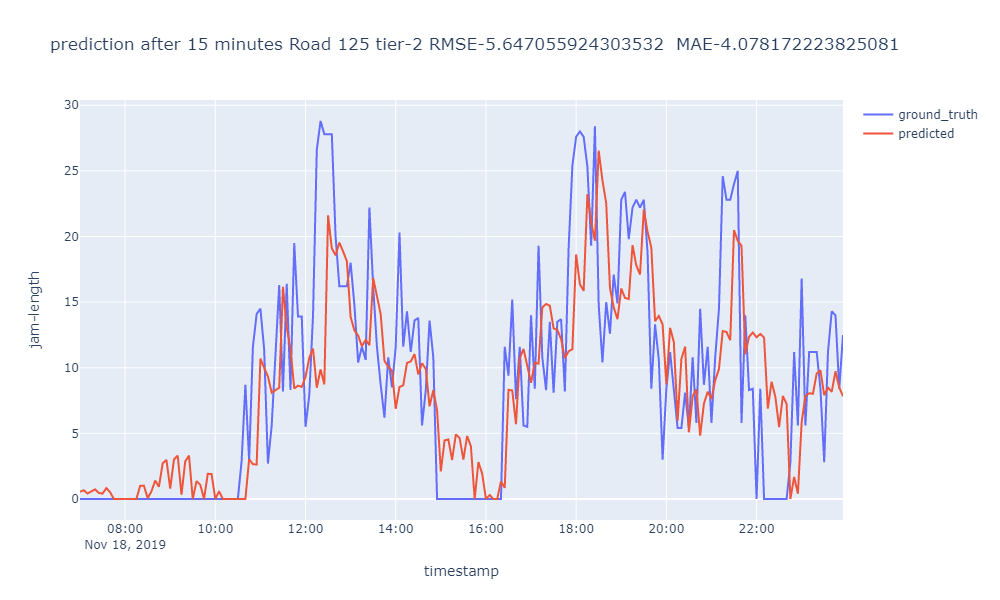 prediction after 15 minutes Road 125 tier-2 RMSE-5.647055924303532  MAE-4.078172223825081
ground_truth
predicted
30
25
20
15
10
5
0
jam-length
08:00 10:00 12:00 14:00 16:00 18:00 20:00 22:00
Nov 18, 2019
timestamp